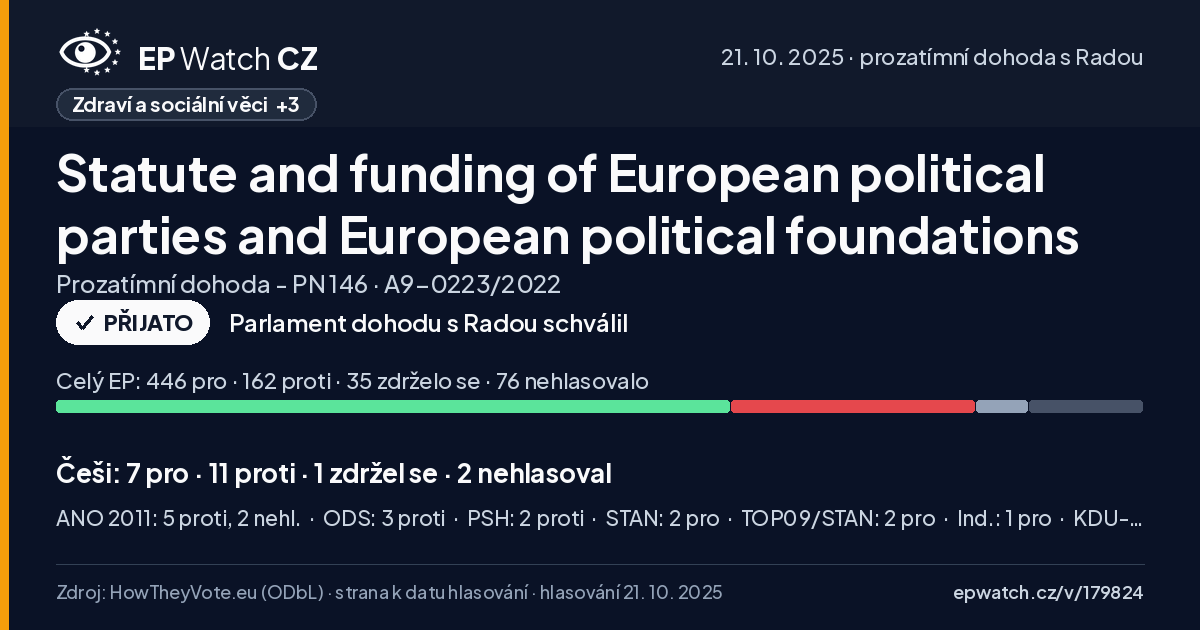 EP Watch CZ
21. 10. 2025 · prozatímní dohoda s Radou
Zdraví a sociální věci +3
Statute and funding of European political
parties and European political foundations
Prozatímní dohoda - PN 146 · A9-0223/2022
✓ PŘIJATO
Parlament dohodu s Radou schválil
Celý EP: 446 pro · 162 proti · 35 zdrželo se · 76 nehlasovalo
Češi: 7 pro · 11 proti · 1 zdržel se · 2 nehlasoval
ANO 2011: 5 proti, 2 nehl. · ODS: 3 proti · PSH: 2 proti · STAN: 2 pro · TOP09/STAN: 2 pro · Ind.: 1 pro · KDU-…
Zdroj: HowTheyVote.eu (ODbL) · strana k datu hlasování · hlasování 21. 10. 2025
epwatch.cz/v/179824